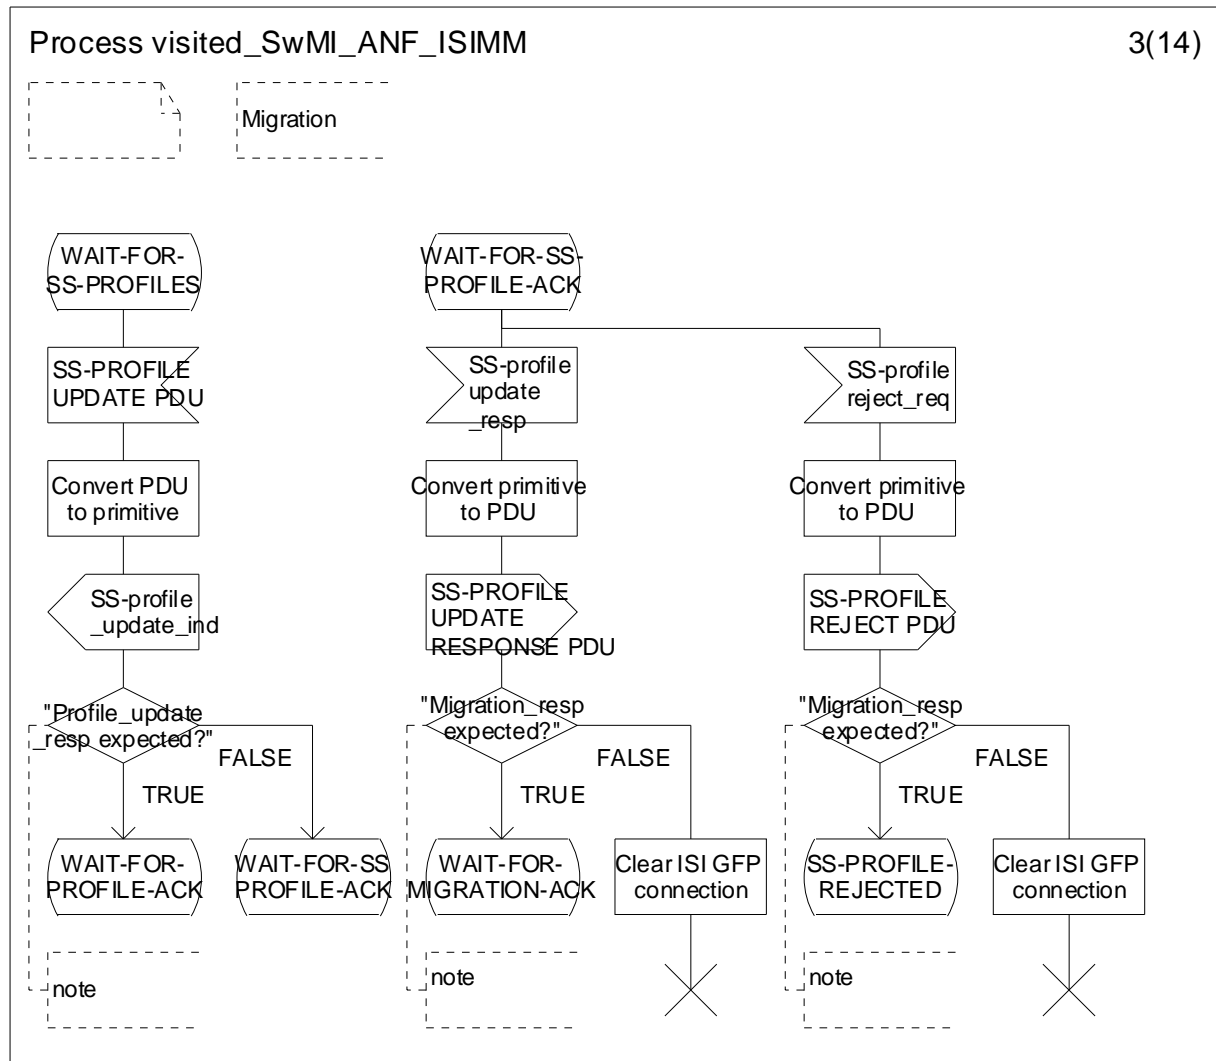 Process visited_SwMI_ANF_ISIMM
3(14)
Migration
WAIT-FOR-
SS-PROFILES
WAIT-FOR-SS-
PROFILE-ACK
SS-PROFILE
UPDATE PDU
SS-profile
update
_resp
SS-profile
reject_req
Convert PDU
to primitive
Convert primitive
to PDU
Convert primitive
to PDU
SS-profile
_update_ind
SS-PROFILE
UPDATE
RESPONSE PDU
SS-PROFILE
REJECT PDU
"Profile_update
_resp expected?"
"Migration_resp
expected?"
"Migration_resp
expected?"
FALSE
FALSE
FALSE
TRUE
TRUE
TRUE
WAIT-FOR-
PROFILE-ACK
WAIT-FOR-SS
PROFILE-ACK
WAIT-FOR-
MIGRATION-ACK
Clear ISI GFP
connection
SS-PROFILE-
REJECTED
Clear ISI GFP
connection
note
note
note